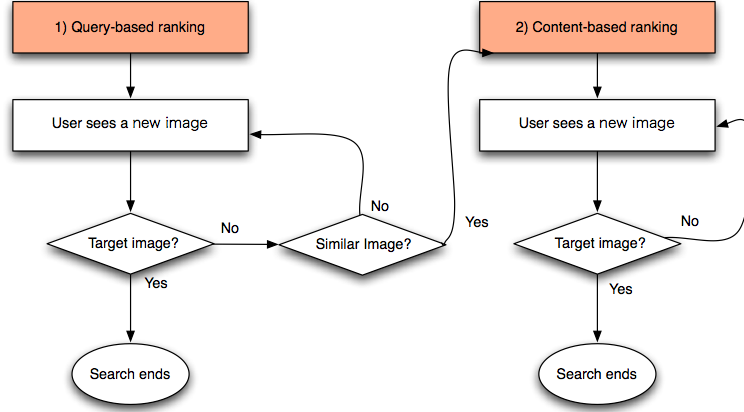 1) Query-based ranking
User sees a new image
Target image?
No
Similar Image?
No
Yes
Yes
Search ends
2) Content-based ranking
User sees a new image
Target image?
No
Yes
Search ends